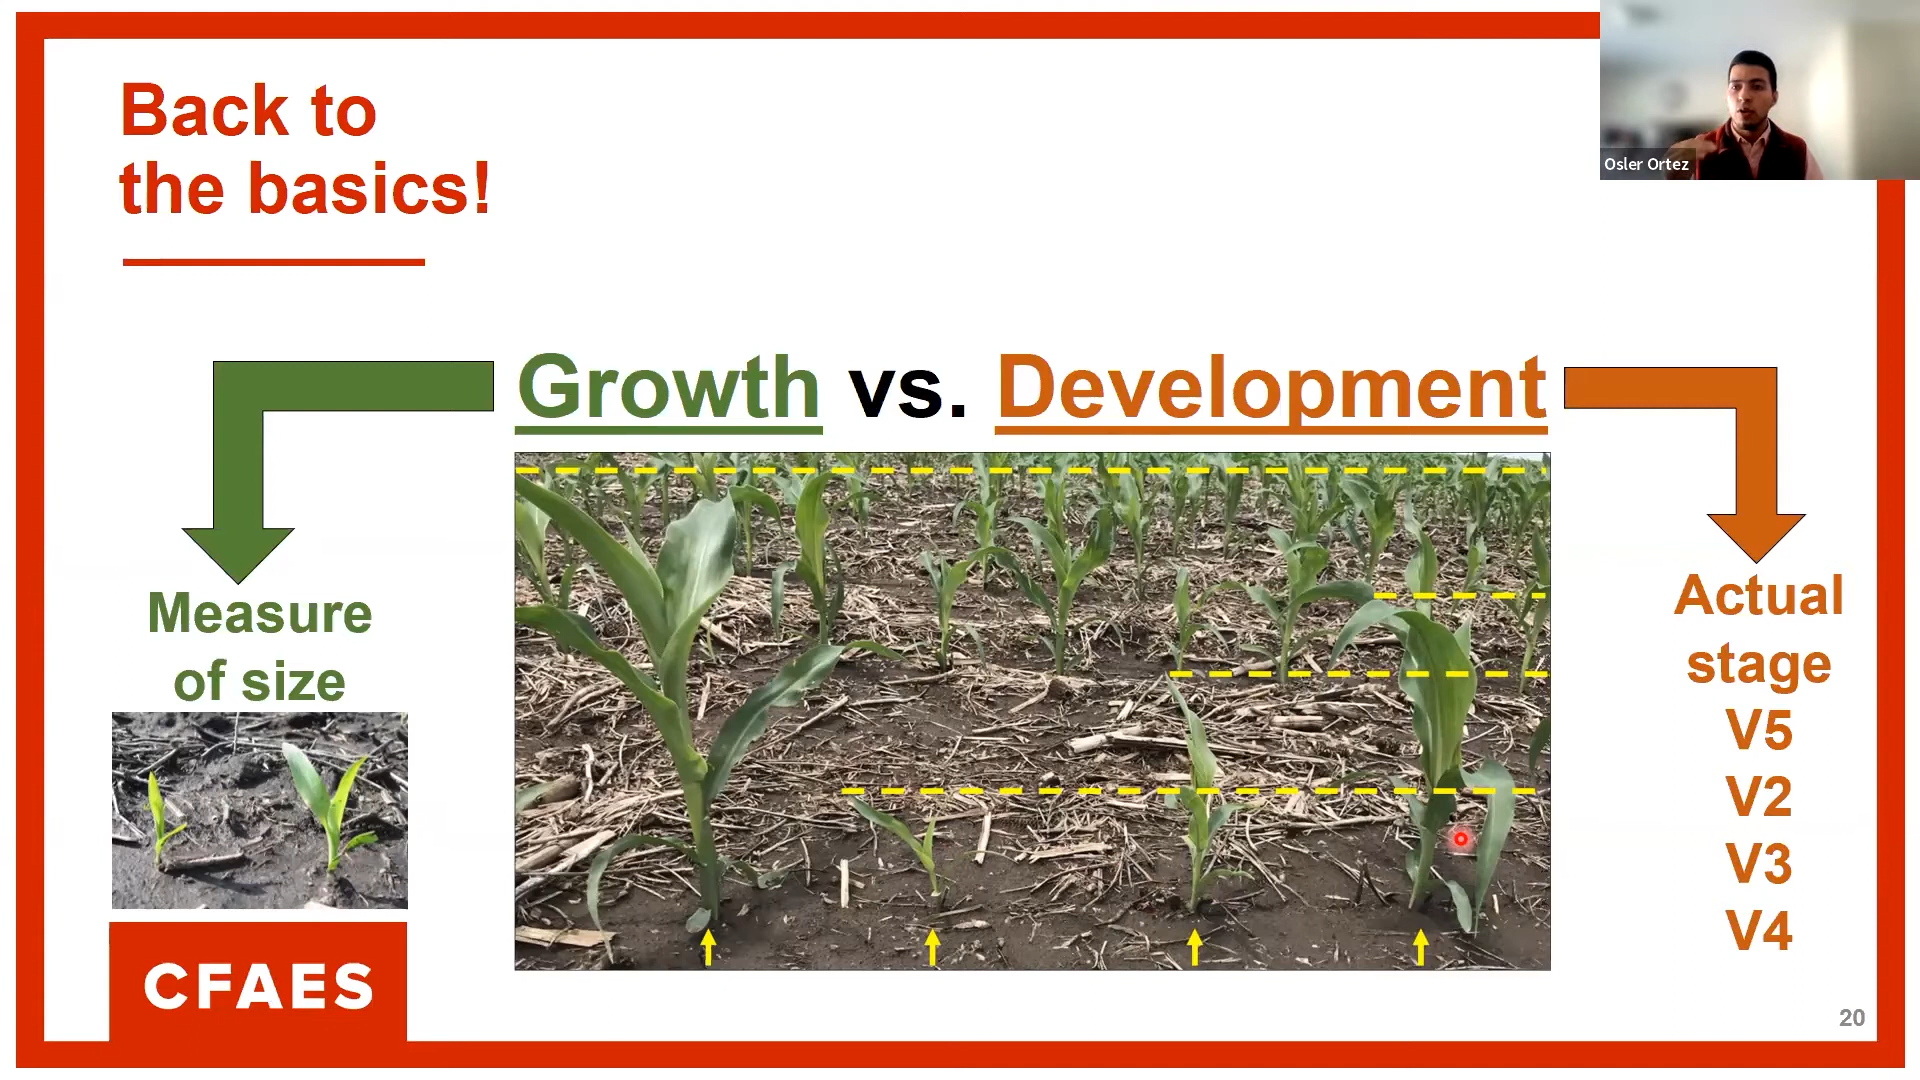 Back to
the basics!
Osler Ortez
Growth vs. Development
Measure
of size
Actual
stage
V5
V2
V3
V4
CFAES
20